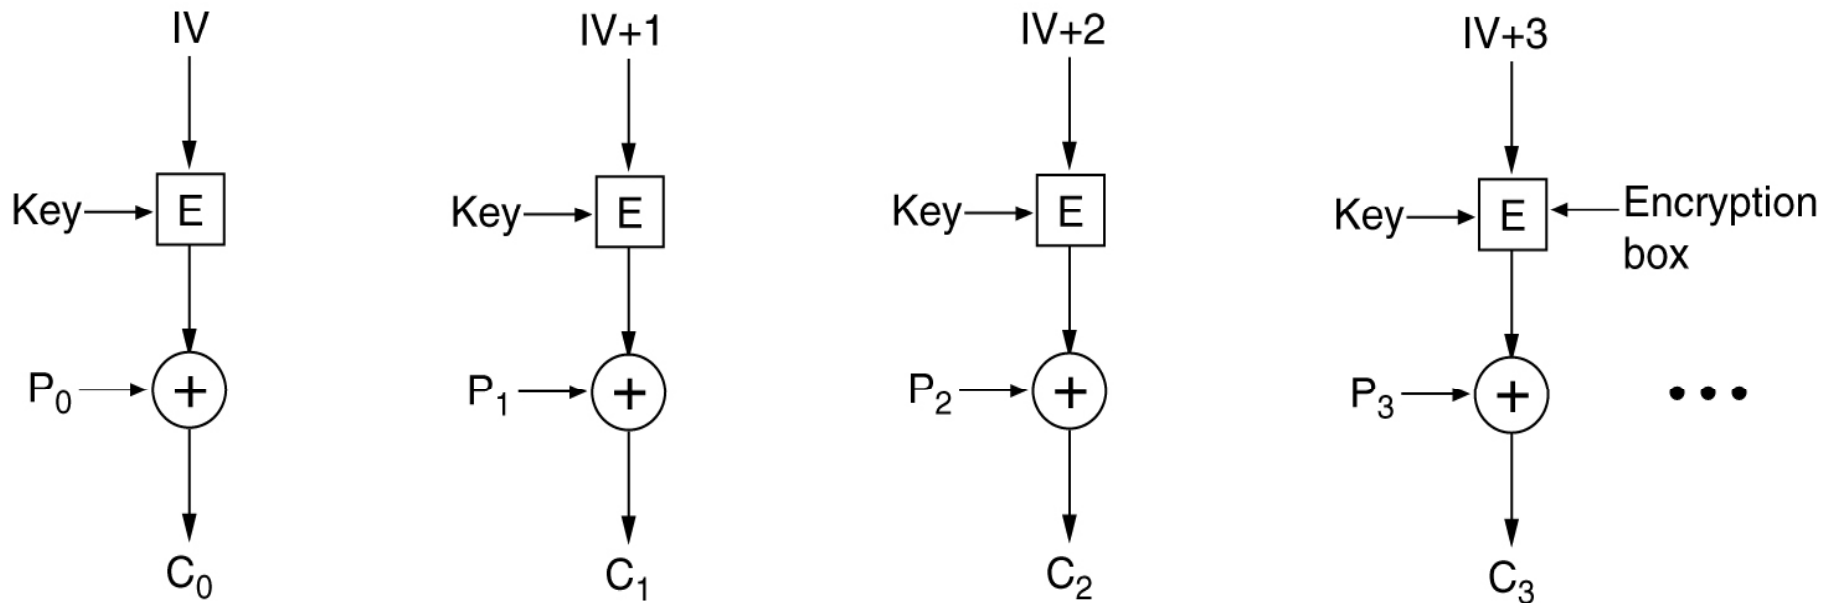 IV IV+1 IV+2 IV+3
Key E Key E Key E Key E Encryption
box
P0 + P1 + P2 + P3 + •••
C0 C1 C2 C3